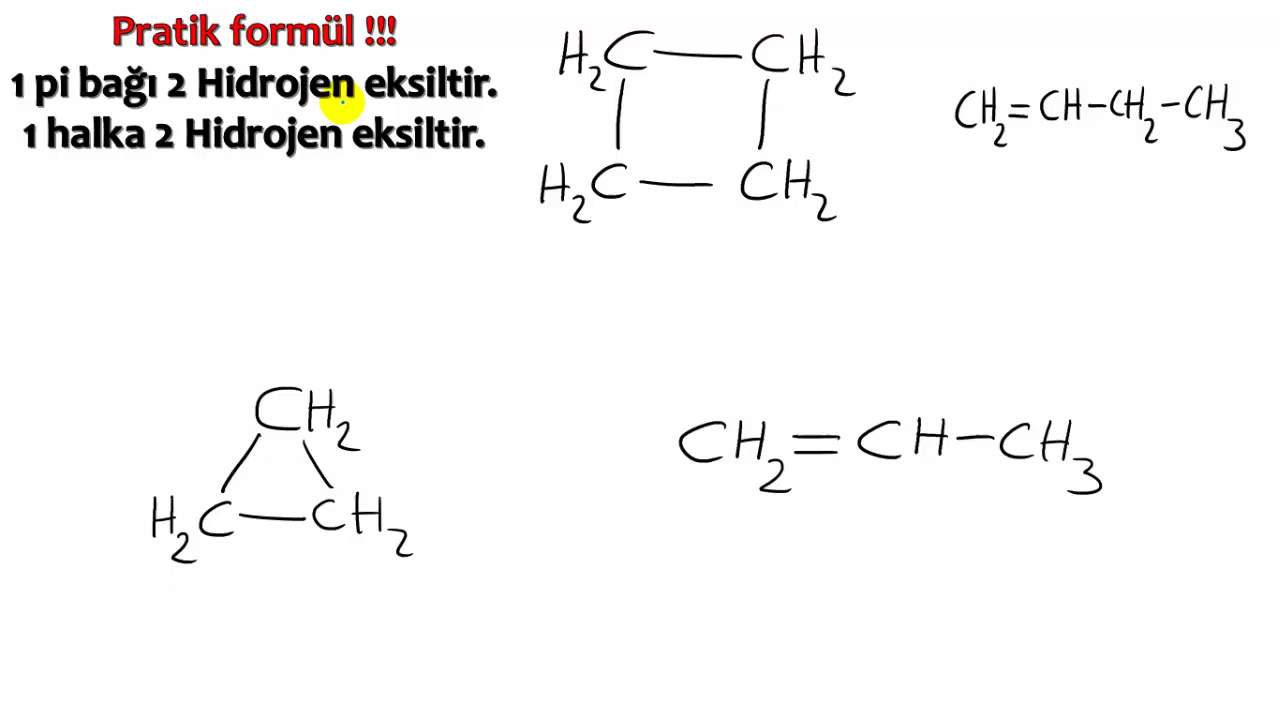 Pratik formül !!!
1 pi bağı 2 Hidrojen eksiltir.
1 halka 2 Hidrojen eksiltir.
H₂C — CH₂
H₂C — CH₂
CH₂=CH-CH₂-CH₃
CH₂
H₂C — CH₂
CH₂=CH-CH₃